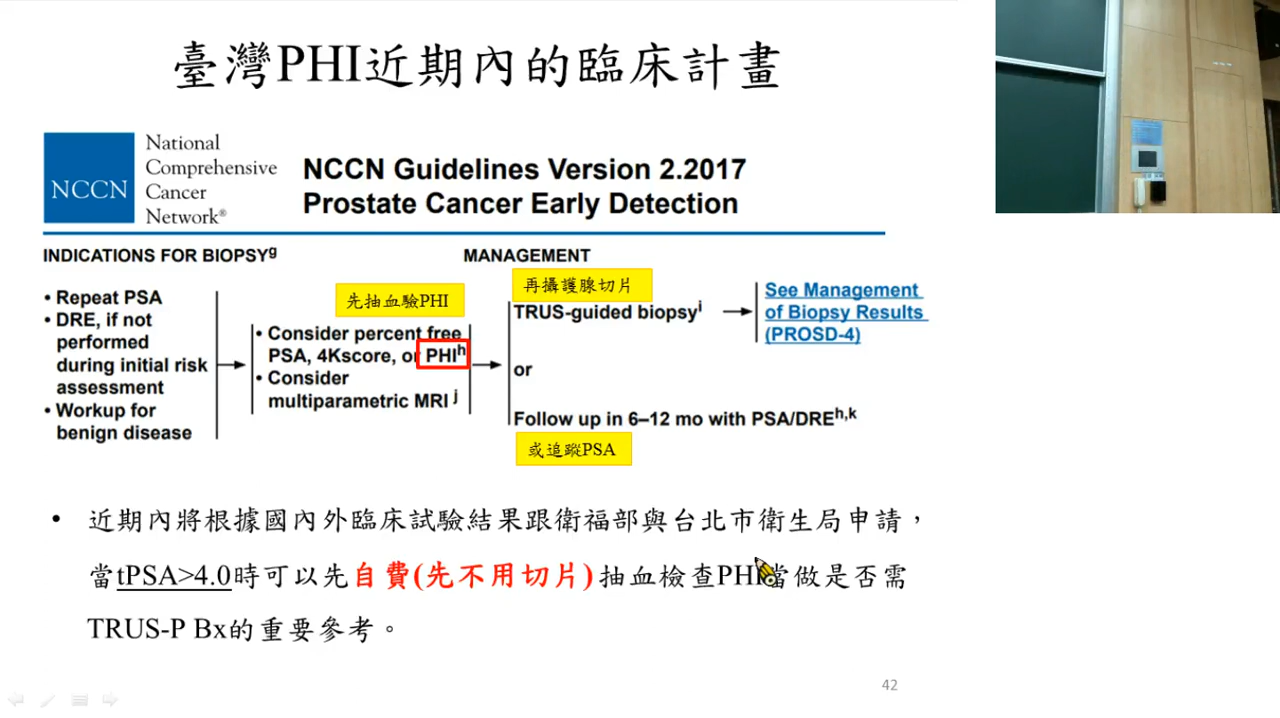 臺灣PHI近期內的臨床計畫
NCCN
National
Comprehensive
Cancer
Network®
NCCN Guidelines Version 2.2017
Prostate Cancer Early Detection
INDICATIONS FOR BIOPSYg
MANAGEMENT
• Repeat PSA
• DRE, if not
performed
during initial risk
assessment
• Workup for
benign disease
先抽血驗PHI
• Consider percent free
PSA, 4Kscore, or PHIh
• Consider
multiparametric MRI j
再攝護腺切片
TRUS-guided biopsyi
or
Follow up in 6–12 mo with PSA/DREh,k
或追蹤PSA
See Management
of Biopsy Results
(PROSD-4)
• 近期內將根據國內外臨床試驗結果跟衛福部與台北市衛生局申請，
當tPSA>4.0時可以先自費(先不用切片)抽血檢查PHI當做是否需
TRUS-P Bx的重要參考。
42